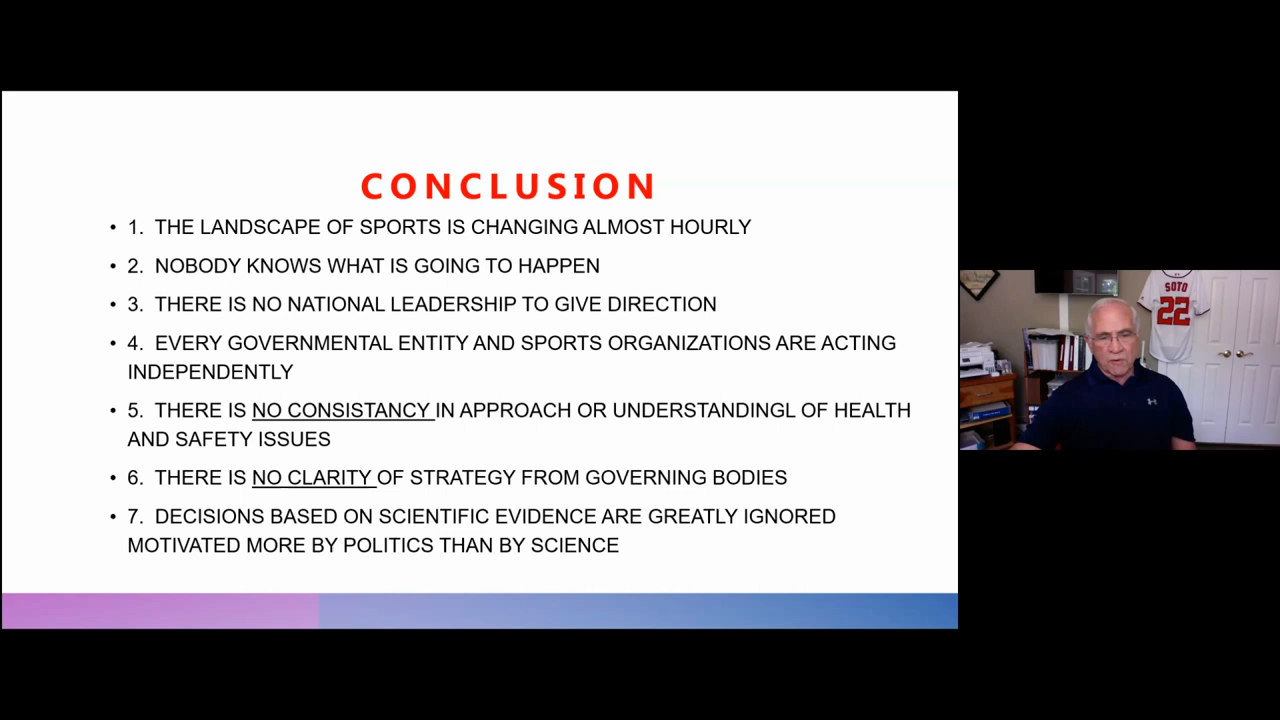 CONCLUSION
• 1. THE LANDSCAPE OF SPORTS IS CHANGING ALMOST HOURLY
• 2. NOBODY KNOWS WHAT IS GOING TO HAPPEN
• 3. THERE IS NO NATIONAL LEADERSHIP TO GIVE DIRECTION
• 4. EVERY GOVERNMENTAL ENTITY AND SPORTS ORGANIZATIONS ARE ACTING
INDEPENDENTLY
• 5. THERE IS NO CONSISTANCY IN APPROACH OR UNDERSTANDINGL OF HEALTH
AND SAFETY ISSUES
• 6. THERE IS NO CLARITY OF STRATEGY FROM GOVERNING BODIES
• 7. DECISIONS BASED ON SCIENTIFIC EVIDENCE ARE GREATLY IGNORED
MOTIVATED MORE BY POLITICS THAN BY SCIENCE
SOTO
22